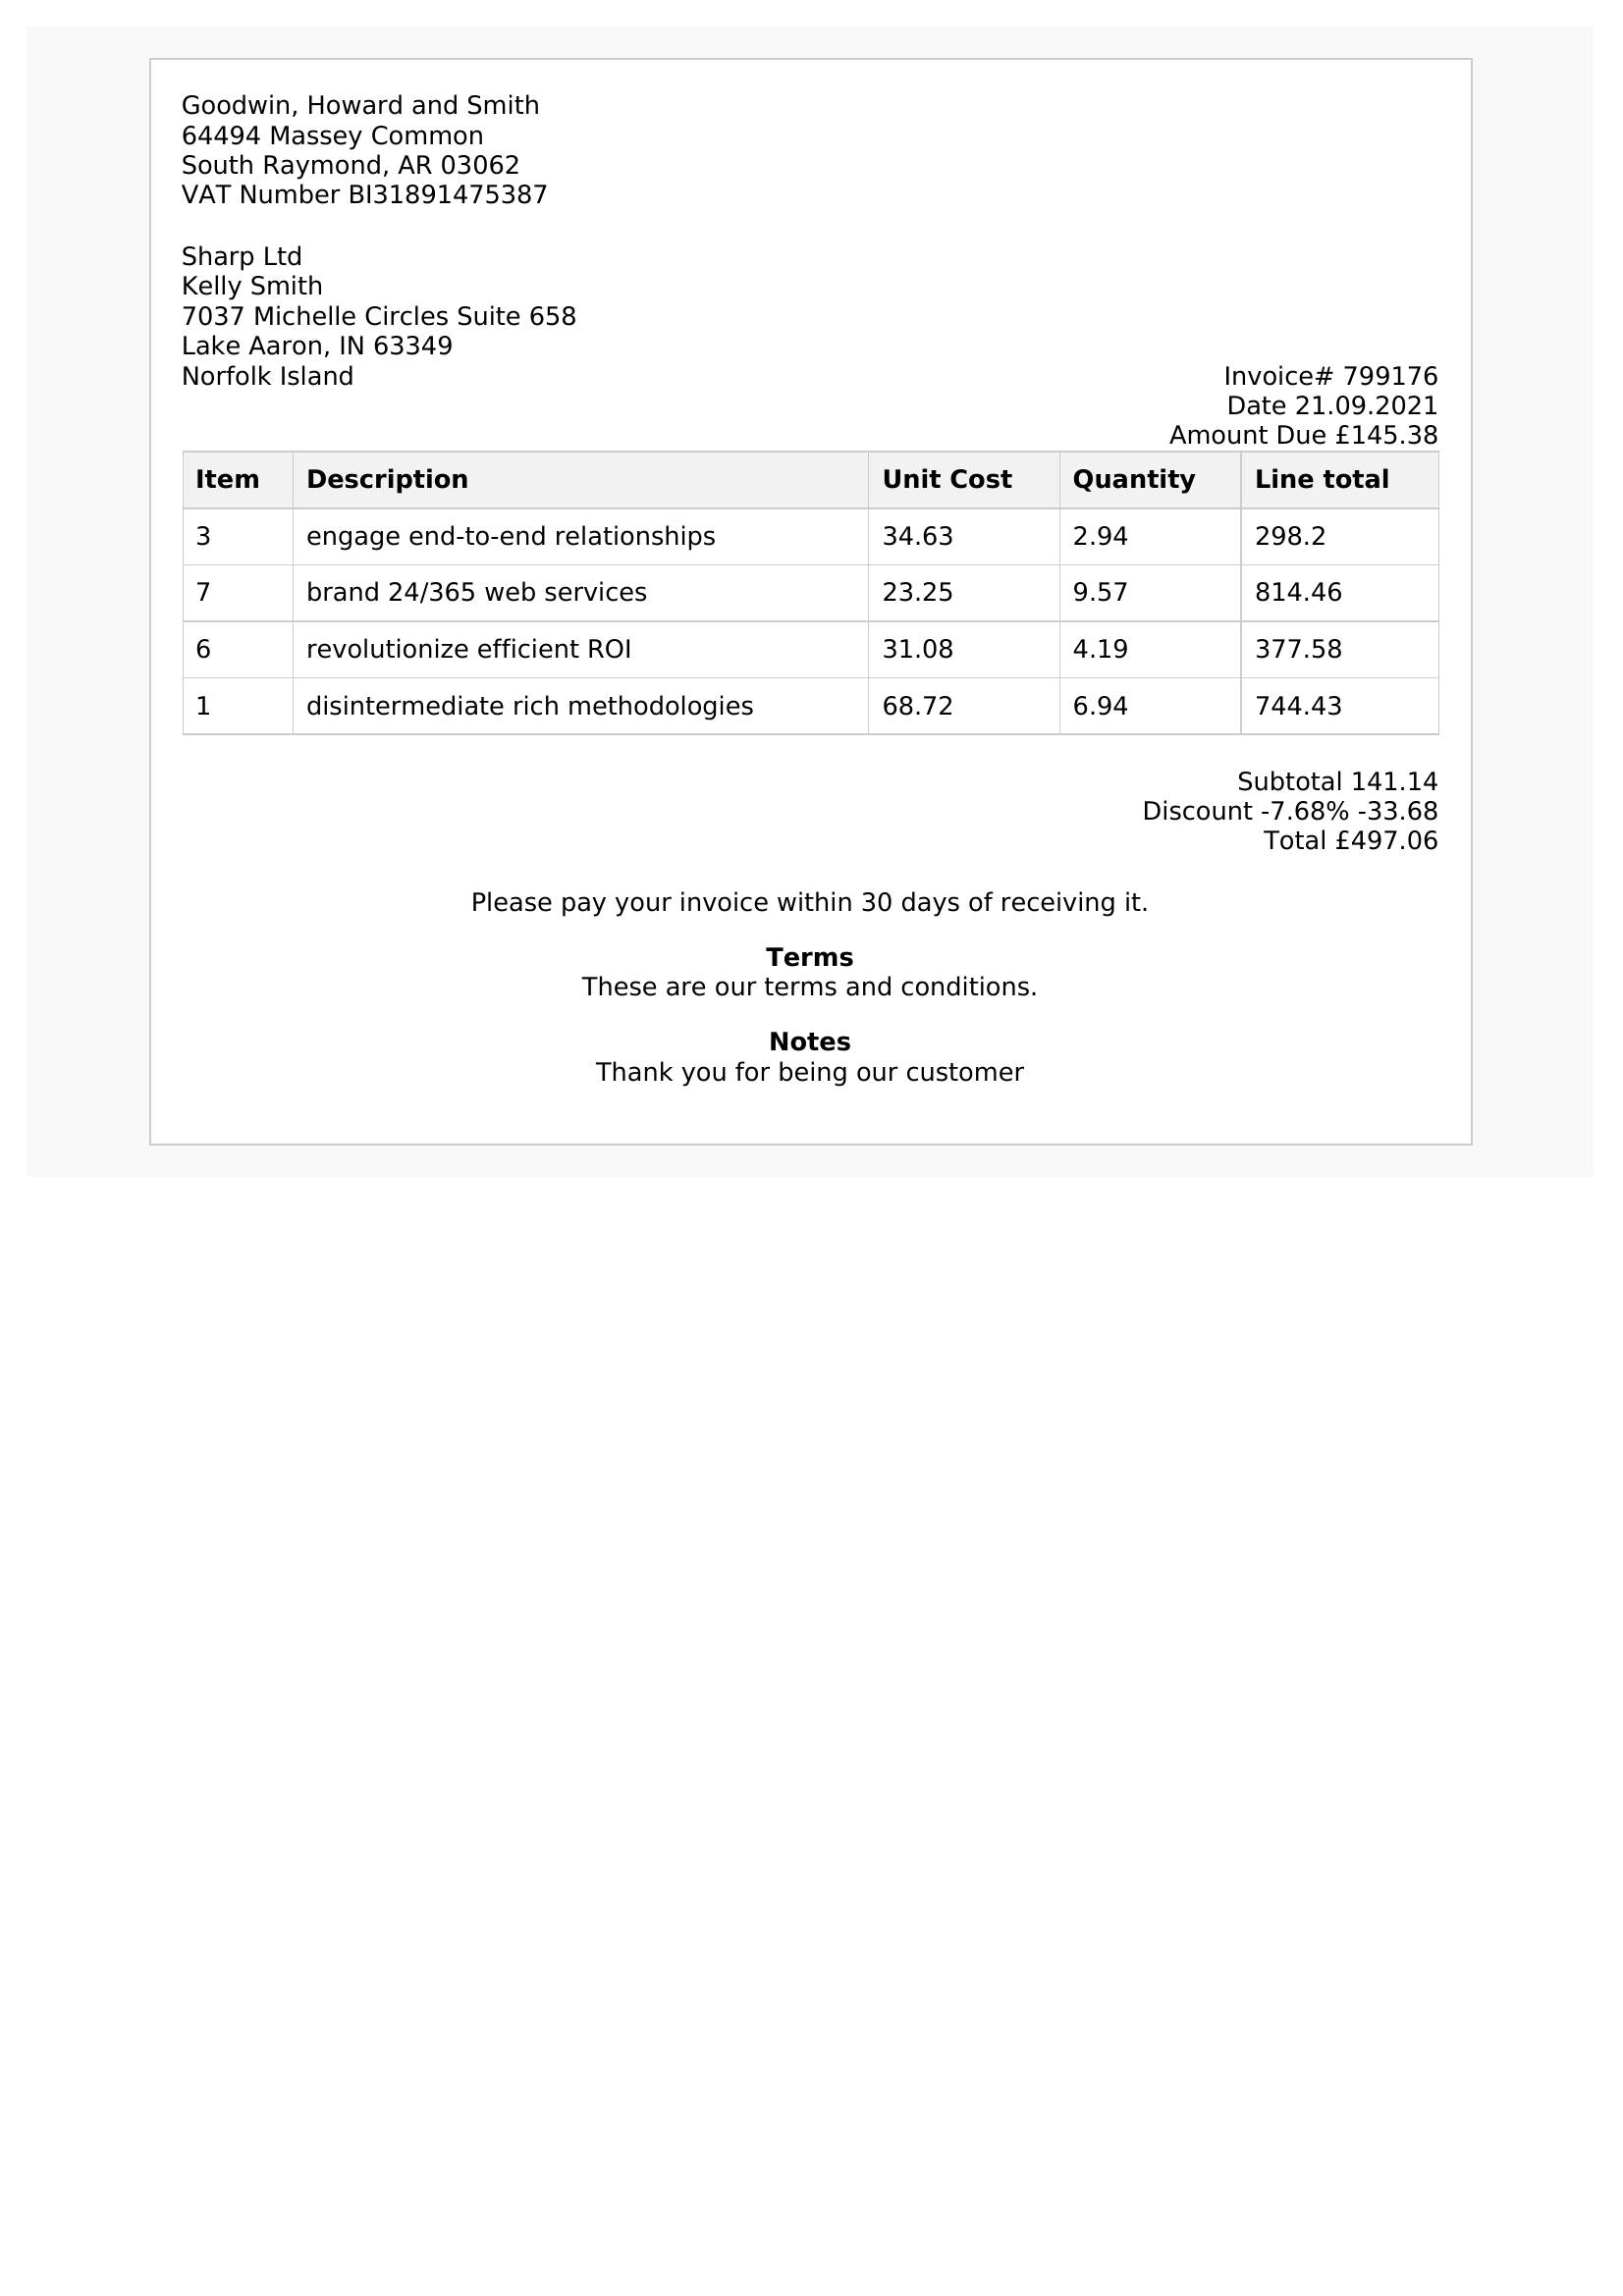 Goodwin, Howard and Smith
64494 Massey Common
South Raymond, AR 03062
VAT Number BI31891475387
Sharp Ltd
Kelly Smith
7037 Michelle Circles Suite 658
Lake Aaron, IN 63349
Norfolk Island
Invoice# 799176
Date 21.09.2021
Amount Due £145.38
Item Description Unit Cost Quantity Line total
3 engage end-to-end relationships 34.63 2.94 298.2
7 brand 24/365 web services 23.25 9.57 814.46
6 revolutionize efficient ROI 31.08 4.19 377.58
1 disintermediate rich methodologies 68.72 6.94 744.43
Subtotal 141.14
Discount -7.68% -33.68
Total £497.06
Please pay your invoice within 30 days of receiving it.
Terms
These are our terms and conditions.
Notes
Thank you for being our customer